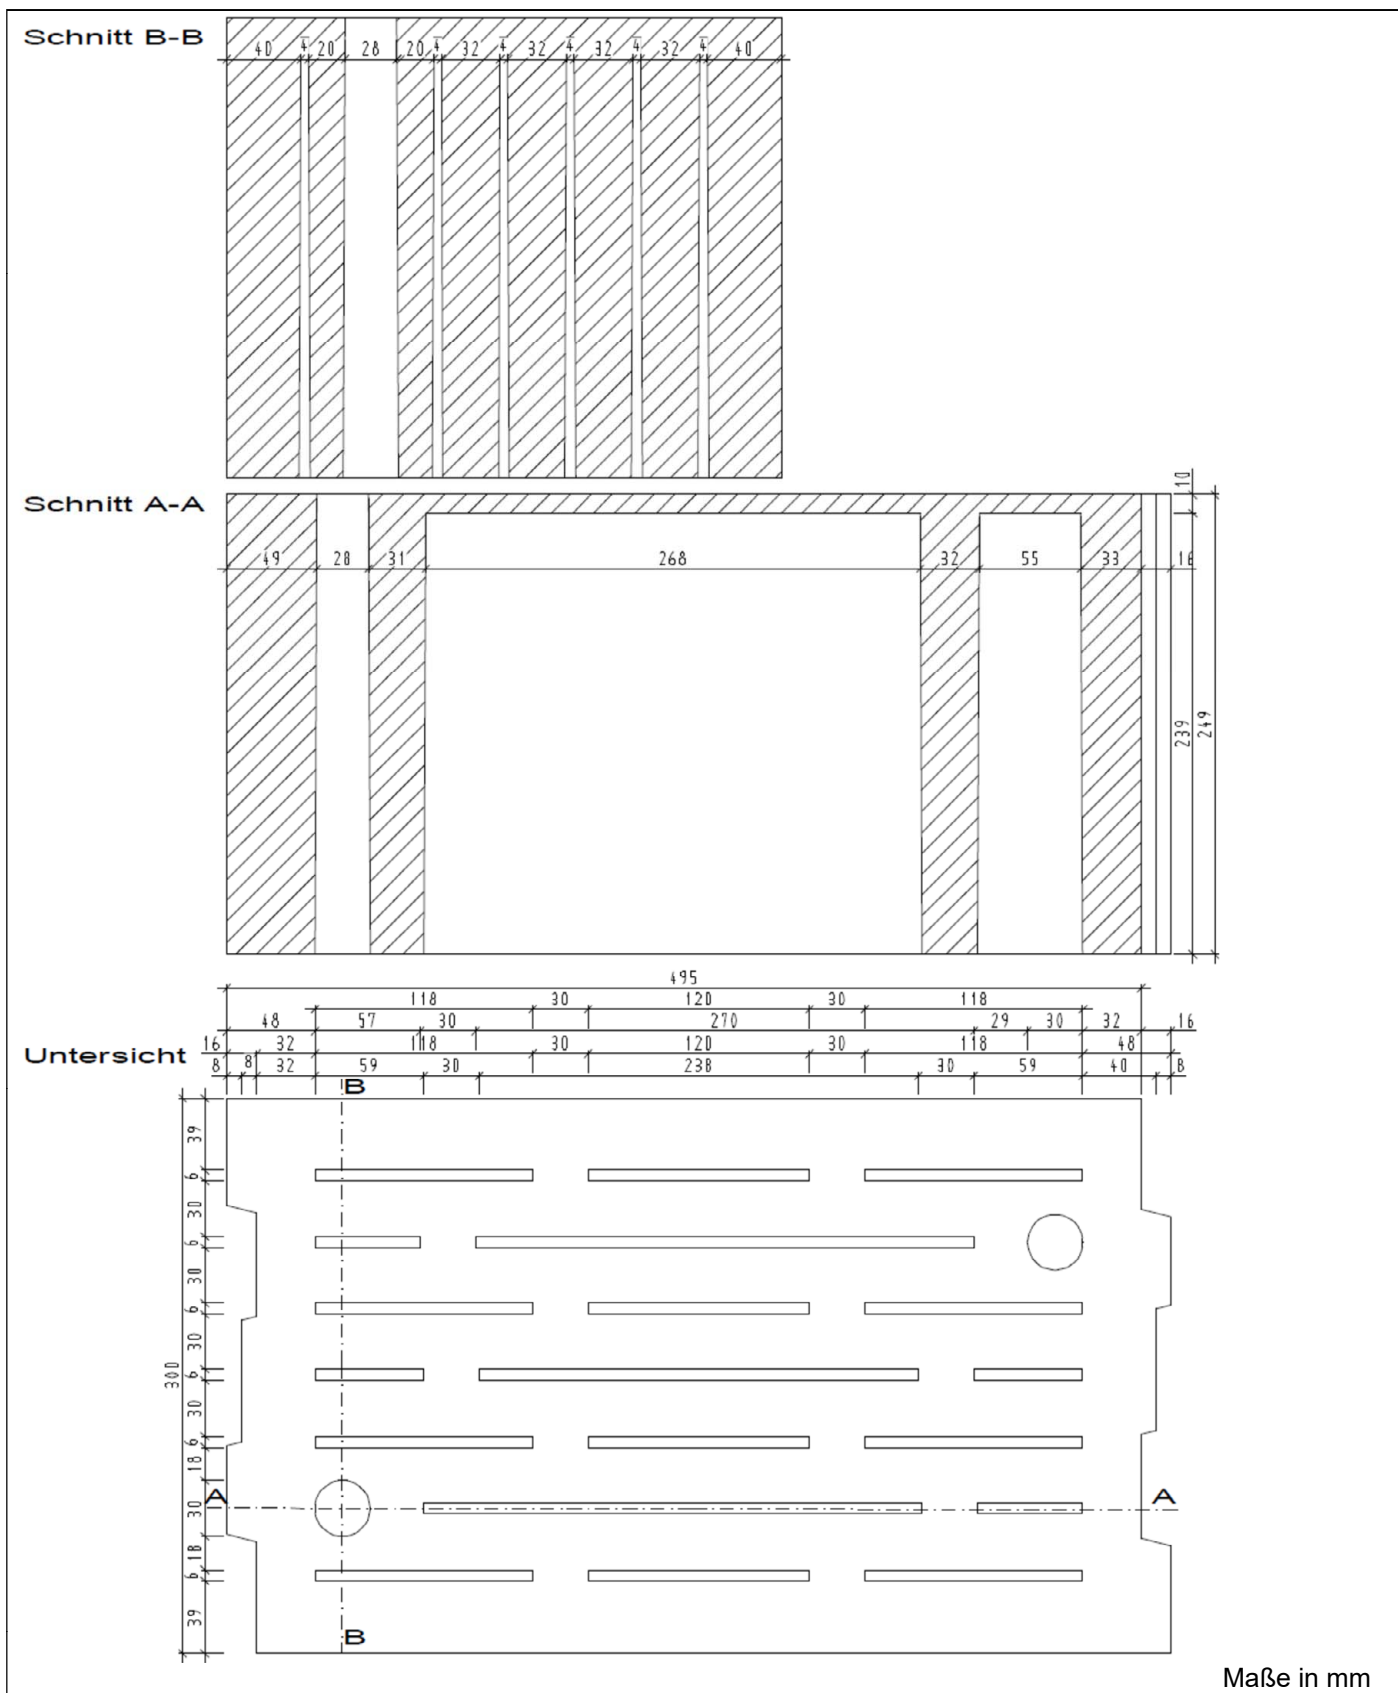 Schnitt B-B
40 4 20 28 20 4 32 4 32 4 32 4 32 4 40
Schnitt A-A
10
49 28 31 268 32 55 33 16
239
249
495
118 30 120 30 118
48 57 30 270 29 30 32 16
Untersicht
16 32 118 30 120 30 118 48
8 8 32 59 30 238 30 59 40 8
B
39
6
30
6
30
6
30
300
6
30
6
18
A
30
A
18
6
39
B
Maße in mm